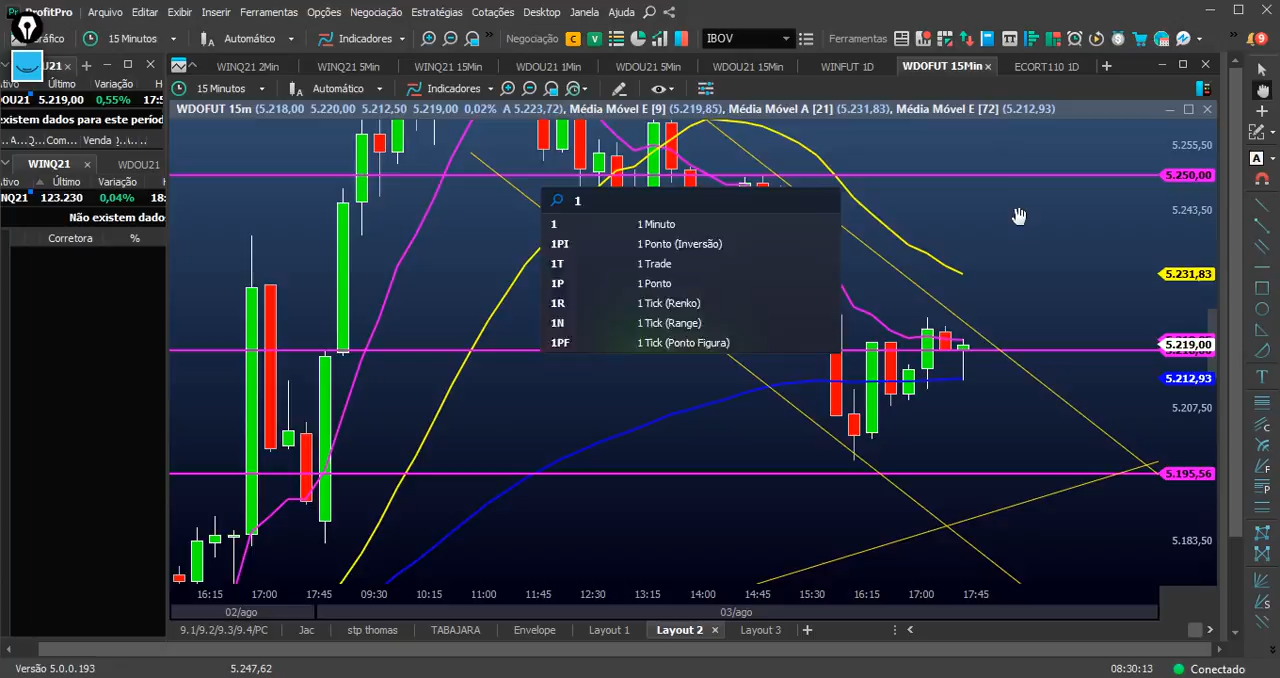 ProfitPro Arquivo Editar Exibir Inserir Ferramentas Opções Negociação Estratégias Cotações Desktop Janela Ajuda
15 Minutos Automático Indicadores Negociação C V IBOV Ferramentas 9
WINQ21 2Min WINQ21 5Min WINQ21 15Min WDOFUT 1Min WDOU21 5Min WDOU21 15Min WINFUT 1D WDOFUT 15Min ECORT110 1D
Último Variação
OU21 5.219,00 0,55% 17:5
existem dados para este períod
Com... Venda
WINQ21 WDOU21
tivo Último Variação
NQ21 123.230 0,04% 18:
Não existem dados
Corretora %
15 Minutos Automático Indicadores
WDOFUT 15m (5.218,00 5.220,00 5.212,50 5.219,00 0,02% A 5.223,72), Média Móvel E [9] (5.219,85), Média Móvel A [21] (5.231,83), Média Móvel E [72] (5.212,93)
1
1 1 Minuto
1PI 1 Ponto (Inversão)
1T 1 Trade
1P 1 Ponto
1R 1 Tick (Renko)
1N 1 Tick (Range)
1PF 1 Tick (Ponto Figura)
5.255,50
5.250,00
5.243,50
5.231,83
5.219,00
5.212,93
5.207,50
5.195,56
5.183,50
16:15 17:00 17:45 09:30 10:15 11:00 11:45 12:30 13:15 14:00 14:45 15:30 16:15 17:00 17:45
02/ago 03/ago
9.1/9.2/9.3/9.4/PC Jac stp thomas TABAJARA Envelope Layout 1 Layout 2 Layout 3
Versão 5.0.0.193 5.247,62 08:30:13 Conectado